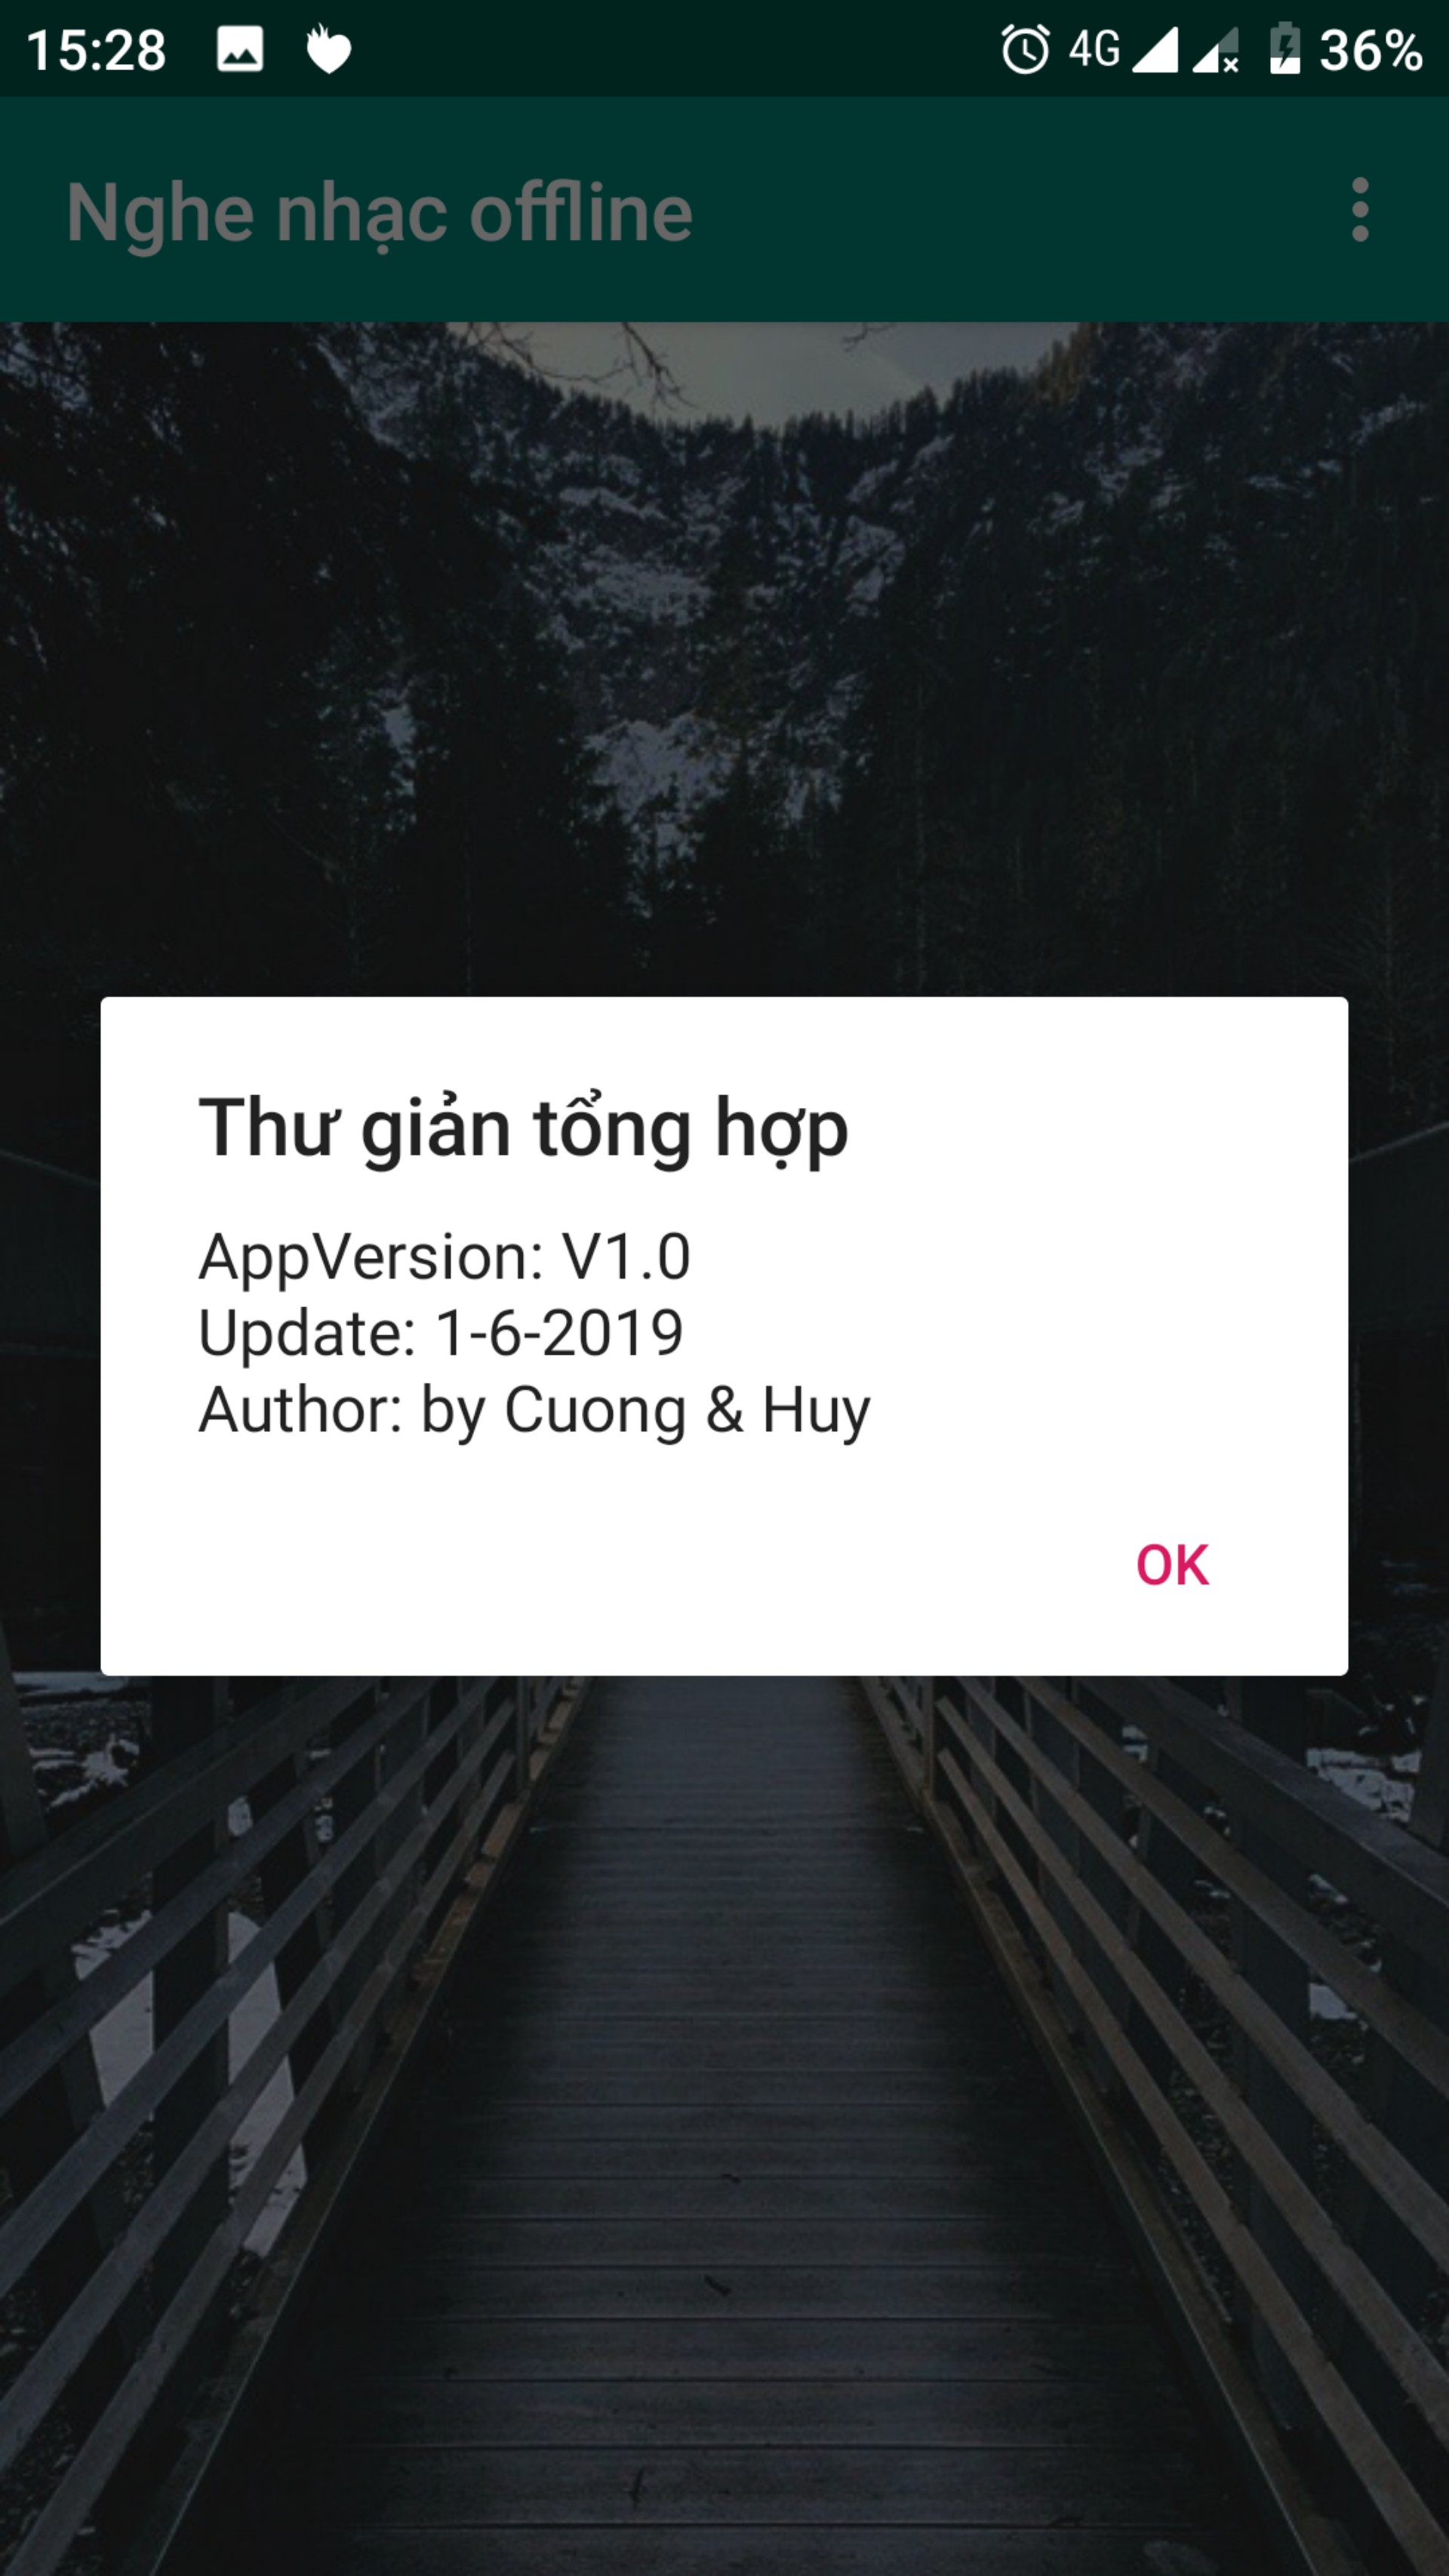 15:28 4G 36%
Nghe nhạc offline
Thư giản tổng hợp
AppVersion: V1.0
Update: 1-6-2019
Author: by Cuong & Huy
OK